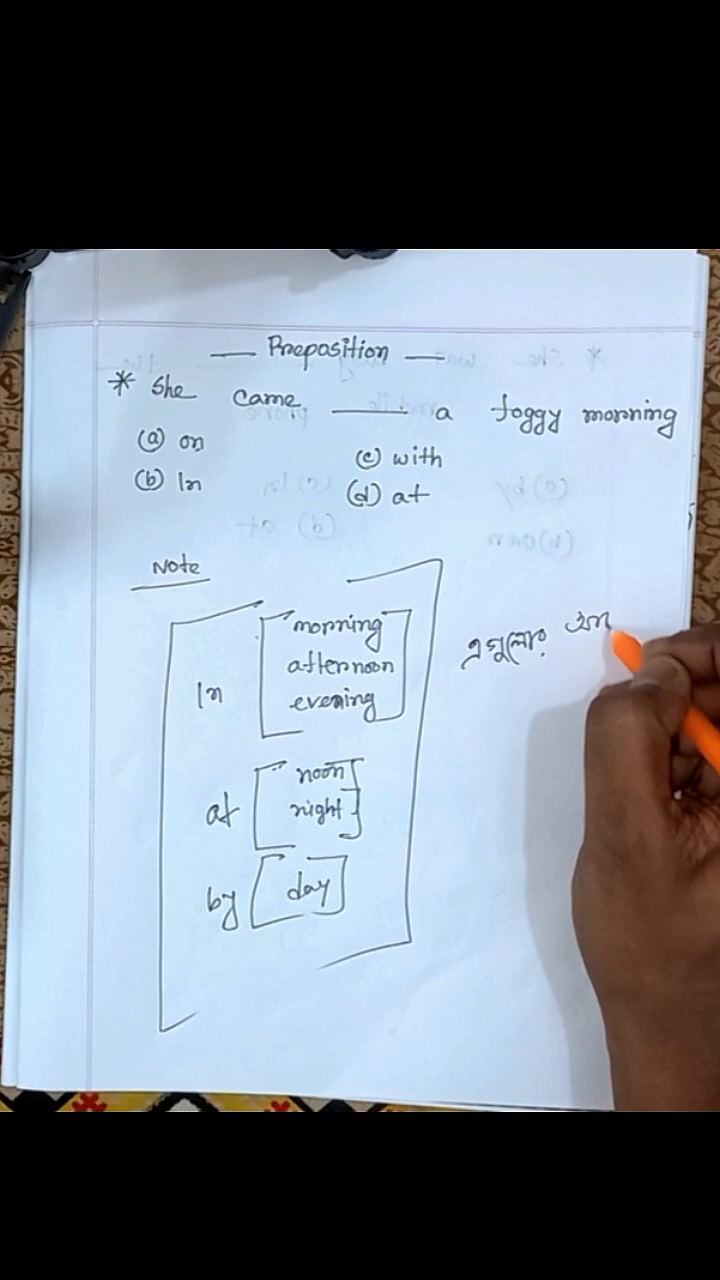 Preposition
* She came ____ a foggy morning
(a) on (c) with
(b) In (d) at
Note
In [morning
afternoon
evening]
at [noon
night]
by [day]
এগুলোর